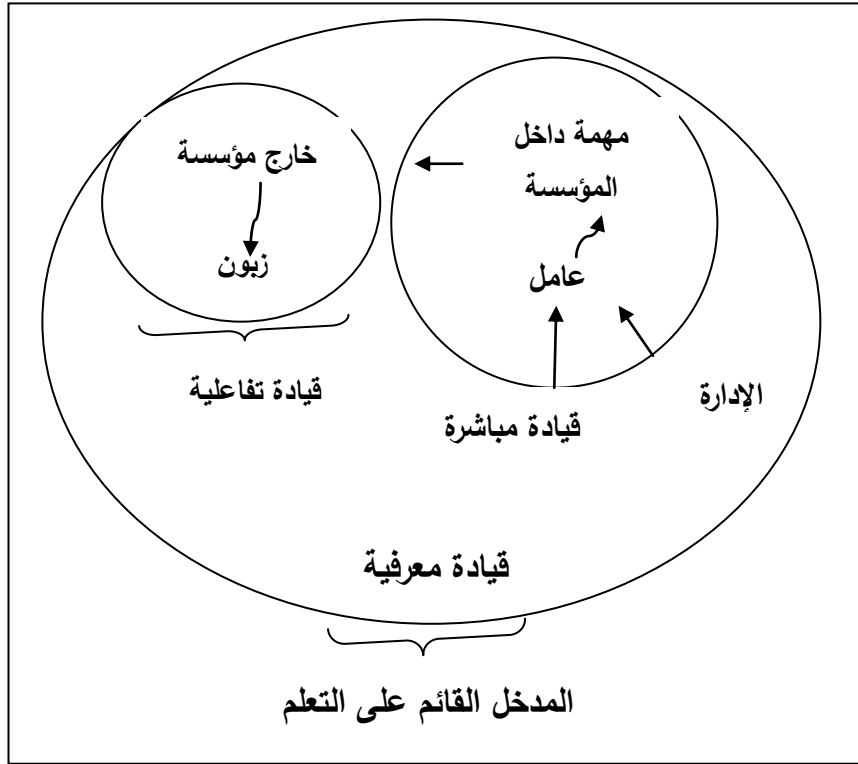 مهمة داخل
المؤسسة
عامل
خارج مؤسسة
زبون
قيادة تفاعلية
الإدارة
قيادة مباشرة
قيادة معرفية
المدخل القائم على التعلم